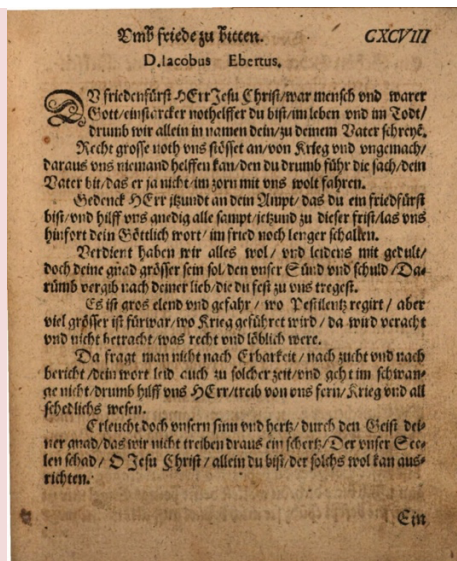 Vmb friede zu bitten. CXCVIII
D. Iacobus Ebertus.
DV friedenfürst HErr Jesu Christ/war mensch vnd warer
Gott/ein starcker nothelffer du bist/im leben vnd im Todt/
drumb wir allein in namen dein/zu deinem Vater schreyē.
Recht grosse noth vns stösset an/von Krieg vnd vngemach/
daraus vns niemand helffen kan/den du drumb führ die sach/dein
Vater bit/das er ja nicht/im zorn mit vns wolt fahren.
Gedenck HErr itzundt an dein Ampt/das du ein friedfürst
bist/vnd hilff vns gnedig alle sampt/jetzund zu dieser frist/las vns
hinfort dein Göttlich wort/im fried noch lenger schallen.
Verdient haben wir alles wol/vnd leidens mit gedult/
doch deine gnad grösser sein sol/den vnser Sünd vnd schuld/Da⸗
rümb vergib nach deiner lieb/die du fest zu vns tregest.
Es ist gros elend vnd gefahr/wo Pestilentz regirt/aber
viel grösser ist fürwar/wo Krieg geführet wird/da wird veracht
vnd nicht betracht/was recht vnd löblich were.
Da fragt man nicht nach Erbarkeit/nach zucht vnd nach
bericht/dein wort leid auch zu solcher zeit/vnd geht im schwan⸗
ge nicht/drumb hilff vns HErr/treib von vns fern/Krieg vnd all
schedlichs wesen.
Erleucht doch vnsern sinn vnd hertz/durch den Geist dei⸗
ner gnad/das wir nicht treiben draus ein schertz/Der vnser See⸗
len schad/O Jesu Christ/allein du bist/der solchs wol kan aus⸗
richten.
Ein